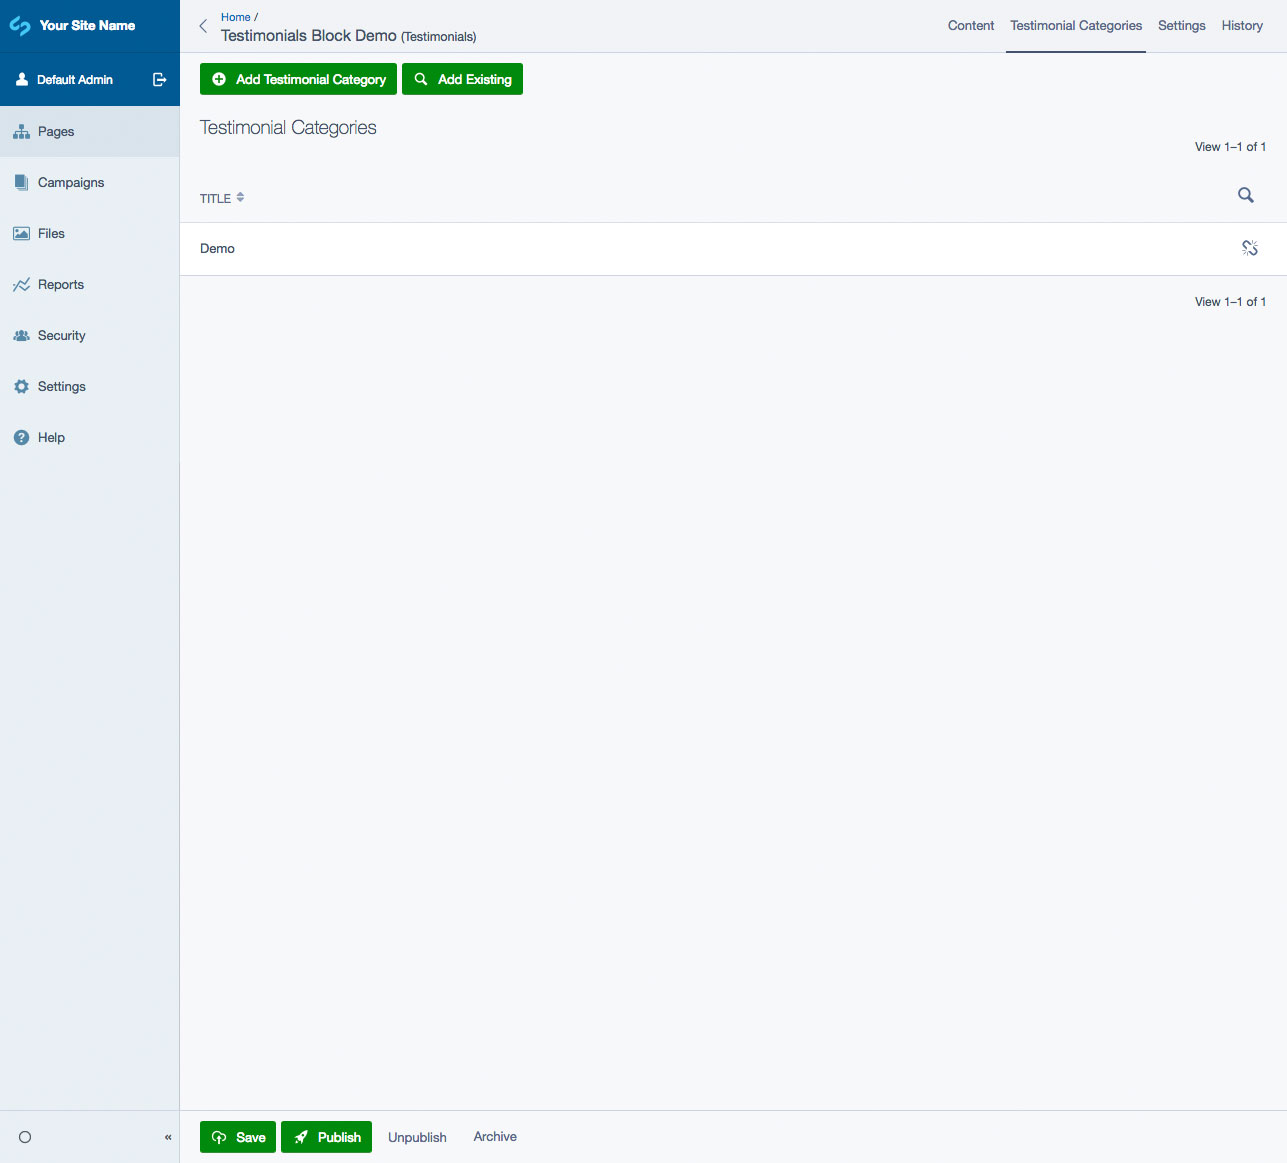 Your Site Name
Default Admin
Pages
Campaigns
Files
Reports
Security
Settings
Help
«
Home /
Testimonials Block Demo (Testimonials)
Content
Testimonial Categories
Settings
History
Add Testimonial Category
Add Existing
Testimonial Categories
View 1–1 of 1
TITLE
Demo
View 1–1 of 1
Save
Publish
Unpublish
Archive